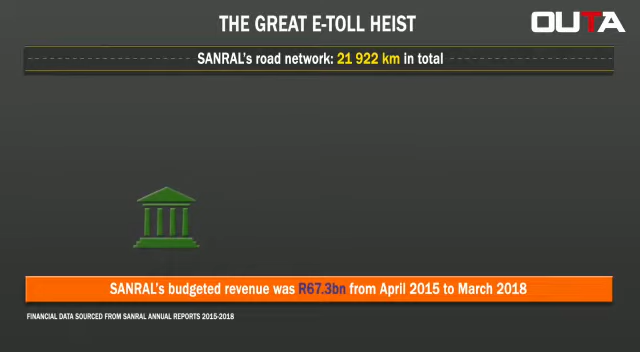 THE GREAT E-TOLL HEIST
OUTA
SANRAL's road network: 21 922 km in total
SANRAL's budgeted revenue was R67.3bn from April 2015 to March 2018
FINANCIAL DATA SOURCED FROM SANRAL ANNUAL REPORTS 2015-2018